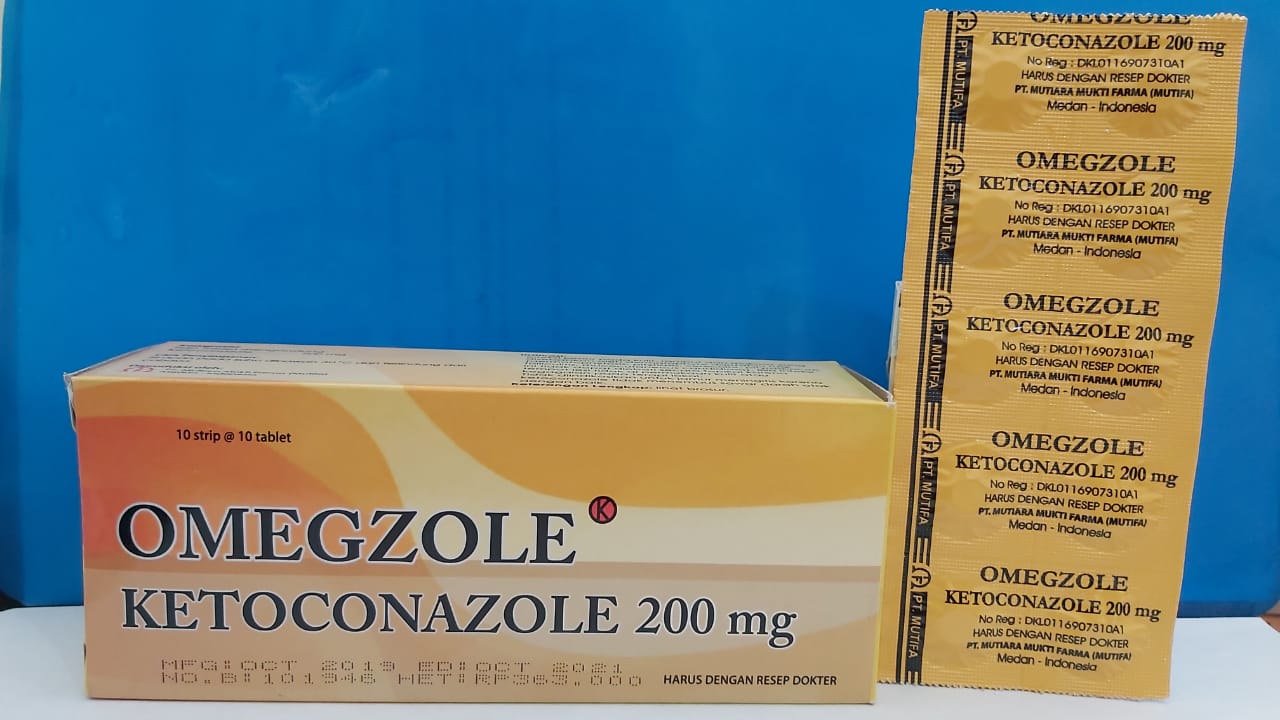 10 strip @ 10 tablet
OMEGZOLE K
KETOCONAZOLE 200 mg
MFG:OCT 2019 ED:OCT 2021
NO.B:101946 HET:RP363.000
HARUS DENGAN RESEP DOKTER
OMEGZOLE
KETOCONAZOLE 200 mg
No Reg : DKL0116907310A1
HARUS DENGAN RESEP DOKTER
PT. MUTIARA MUKTI FARMA (MUTIFA)
Medan - Indonesia
OMEGZOLE
KETOCONAZOLE 200 mg
No Reg : DKL0116907310A1
HARUS DENGAN RESEP DOKTER
PT. MUTIARA MUKTI FARMA (MUTIFA)
Medan - Indonesia
OMEGZOLE
KETOCONAZOLE 200 mg
No Reg : DKL0116907310A1
HARUS DENGAN RESEP DOKTER
PT. MUTIARA MUKTI FARMA (MUTIFA)
Medan - Indonesia
OMEGZOLE
KETOCONAZOLE 200 mg
No Reg : DKL0116907310A1
HARUS DENGAN RESEP DOKTER
PT. MUTIARA MUKTI FARMA (MUTIFA)
Medan - Indonesia
OMEGZOLE
KETOCONAZOLE 200 mg
No Reg : DKL0116907310A1
HARUS DENGAN RESEP DOKTER
PT. MUTIARA MUKTI FARMA (MUTIFA)
Medan - Indonesia
F PT. MUTIFA
F PT. MUTIFA
F PT. MUTIFA
F PT. MUTIFA
F PT. MUTIFA